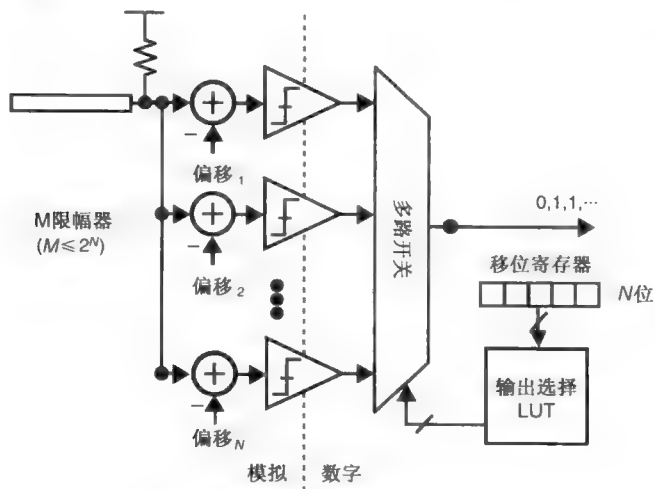 偏移1
M限幅器
(M≤2^N)
偏移2
偏移N
多路开关
0,1,1,…
移位寄存器
N位
输出选择
LUT
模拟
数字